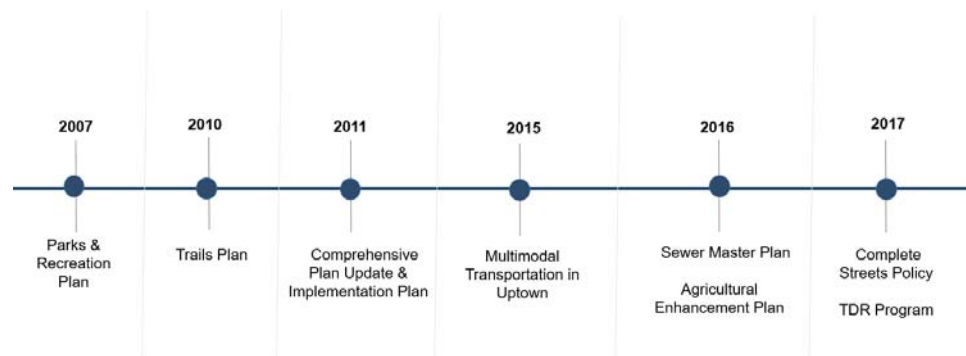 2007
2010
2011
2015
2016
2017
Parks &
Recreation
Plan
Trails Plan
Comprehensive
Plan Update &
Implementation Plan
Multimodal
Transportation in
Uptown
Sewer Master Plan
Agricultural
Enhancement Plan
Complete
Streets Policy
TDR Program